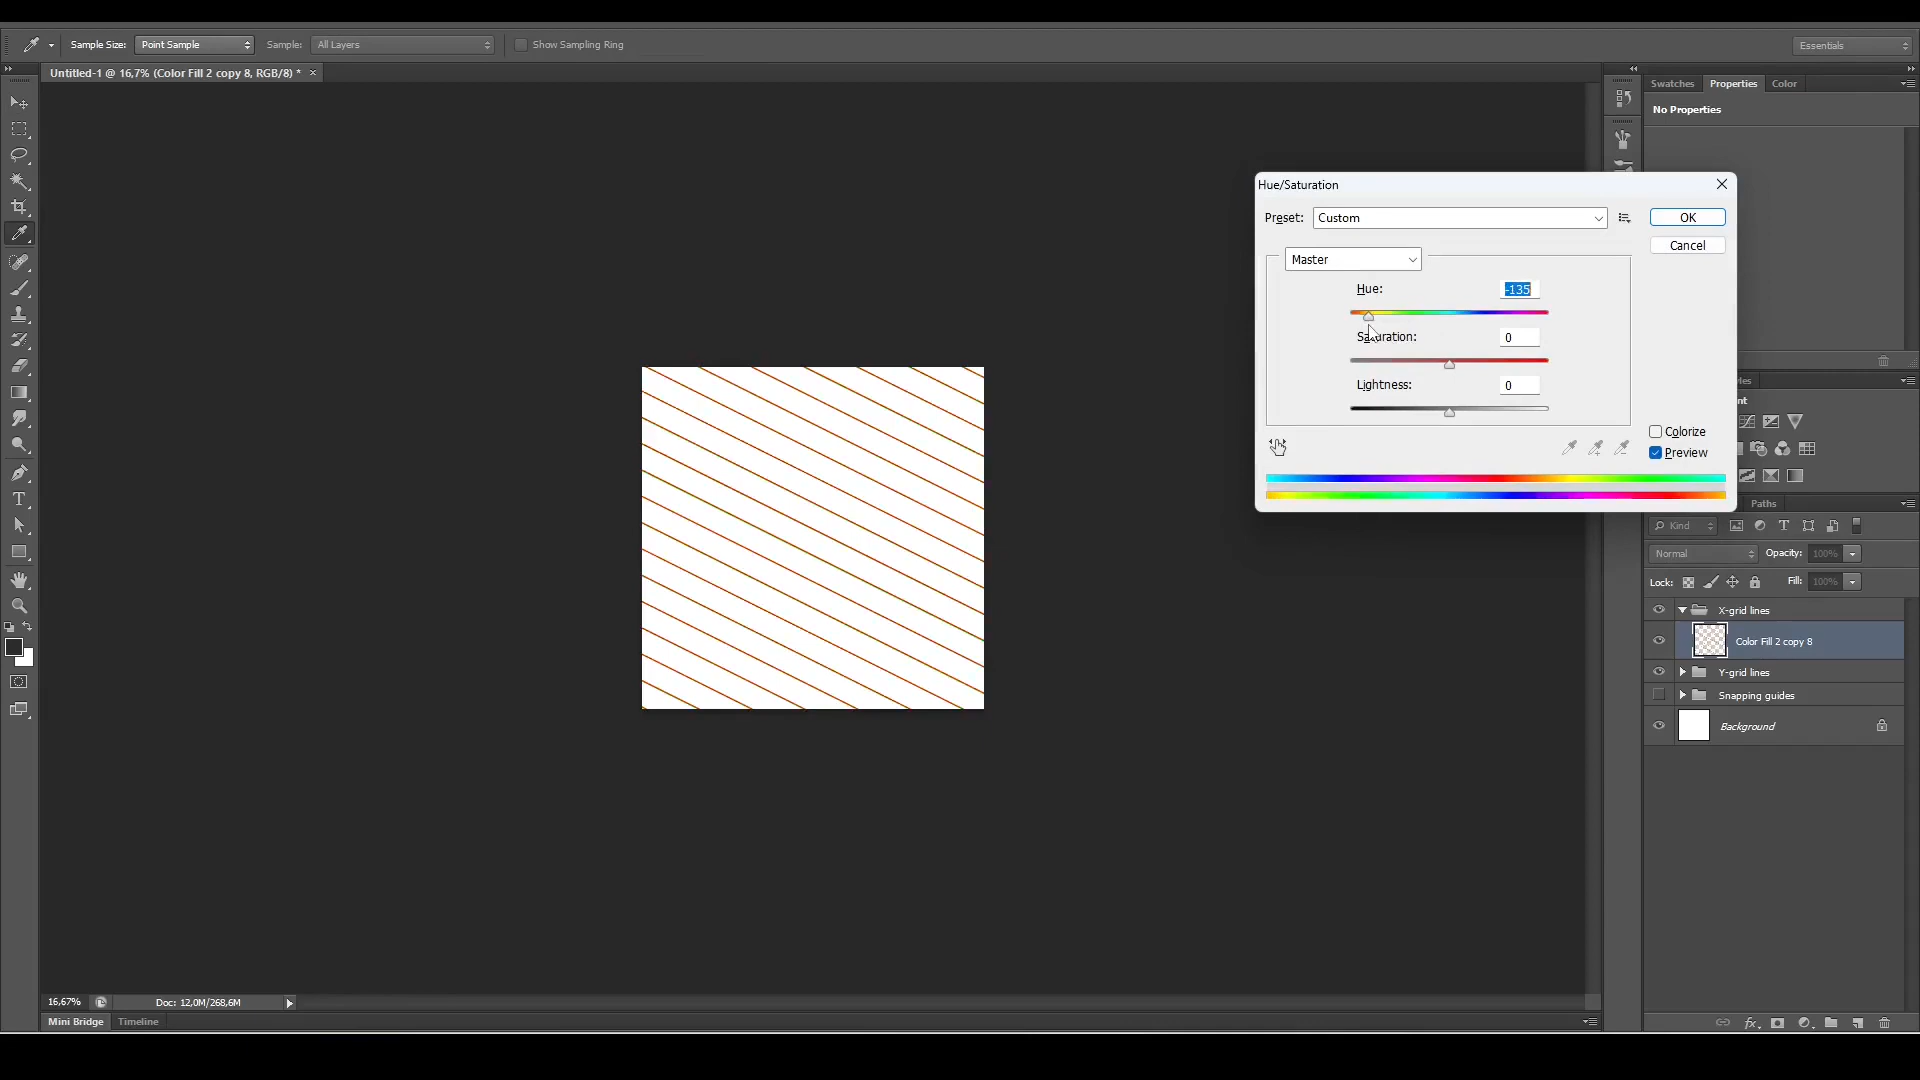 Sample Size: Point Sample Sample: All Layers Show Sampling Ring Essentials
Untitled-1 @ 16,7% (Color Fill 2 copy 8, RGB/8) *
Swatches Properties Color
No Properties
Hue/Saturation
Preset: Custom OK
Cancel
Master
Hue: -135
Saturation: 0
Lightness: 0
Colorize
Preview
Paths
Kind
Normal Opacity: 100%
Lock: Fill: 100%
X-grid lines
Color Fill 2 copy 8
Y-grid lines
Snapping guides
Background
16,67% Doc: 12,0M/268,6M
Mini Bridge Timeline